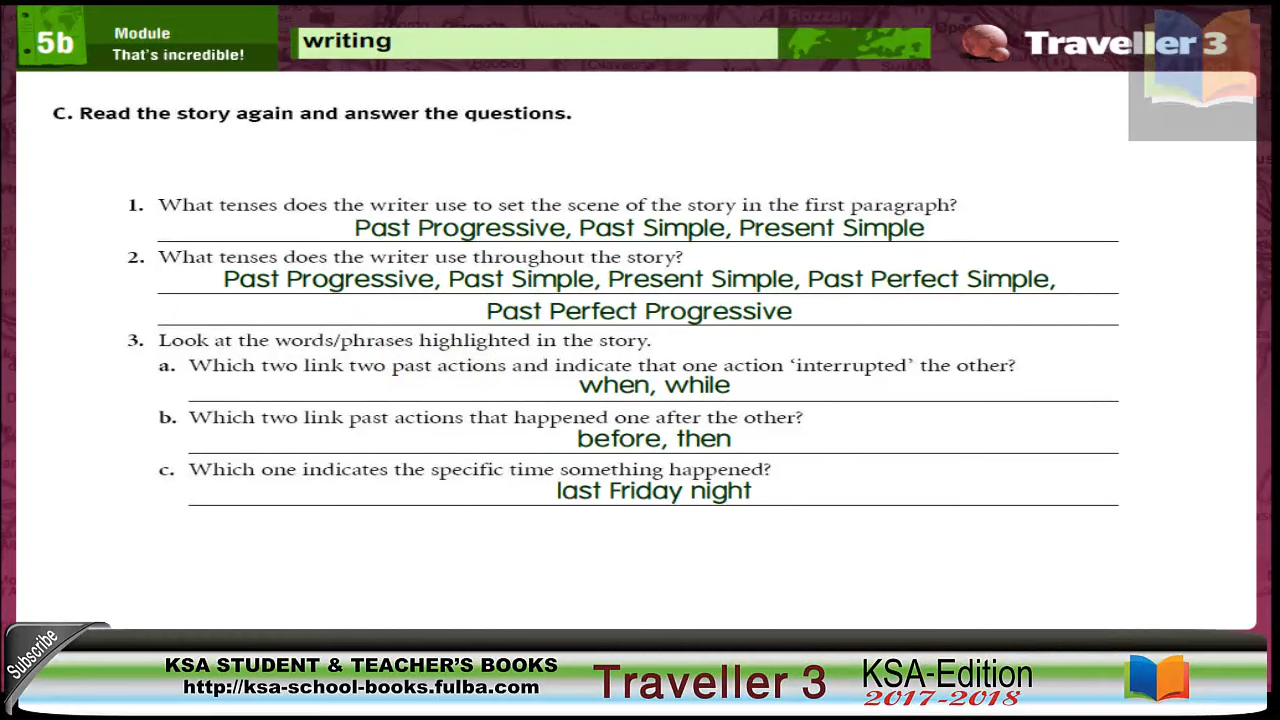 5b
Module
That's incredible!
writing
Traveller 3
C. Read the story again and answer the questions.
1. What tenses does the writer use to set the scene of the story in the first paragraph?
Past Progressive, Past Simple, Present Simple
2. What tenses does the writer use throughout the story?
Past Progressive, Past Simple, Present Simple, Past Perfect Simple,
Past Perfect Progressive
3. Look at the words/phrases highlighted in the story.
a. Which two link two past actions and indicate that one action ‘interrupted’ the other?
when, while
b. Which two link past actions that happened one after the other?
before, then
c. Which one indicates the specific time something happened?
last Friday night
Subscribe
KSA STUDENT & TEACHER'S BOOKS
http://ksa-school-books.fulba.com
Traveller 3
KSA-Edition
2017-2018